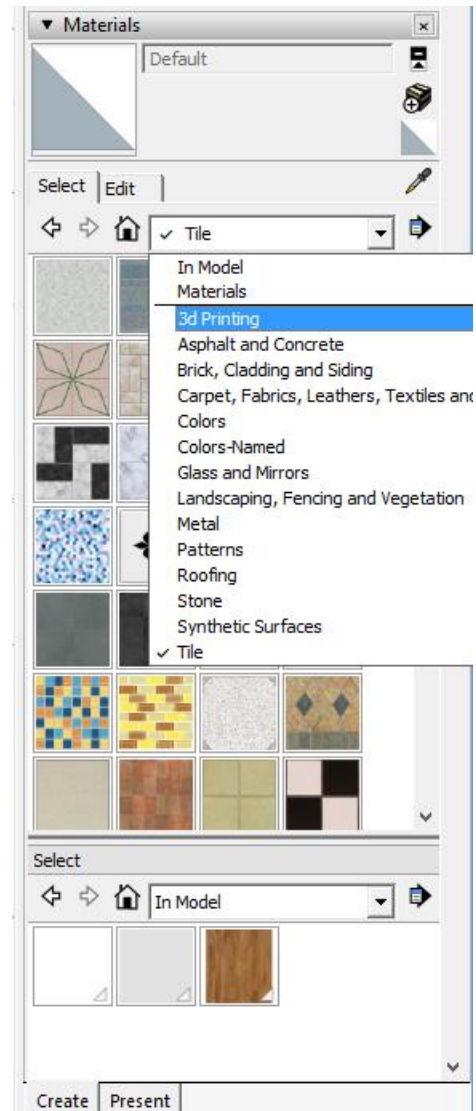 Materials
Default
Select Edit
Tile
In Model
Materials
3d Printing
Asphalt and Concrete
Brick, Cladding and Siding
Carpet, Fabrics, Leathers, Textiles and
Colors
Colors-Named
Glass and Mirrors
Landscaping, Fencing and Vegetation
Metal
Patterns
Roofing
Stone
Synthetic Surfaces
Tile
Select
In Model
Create Present